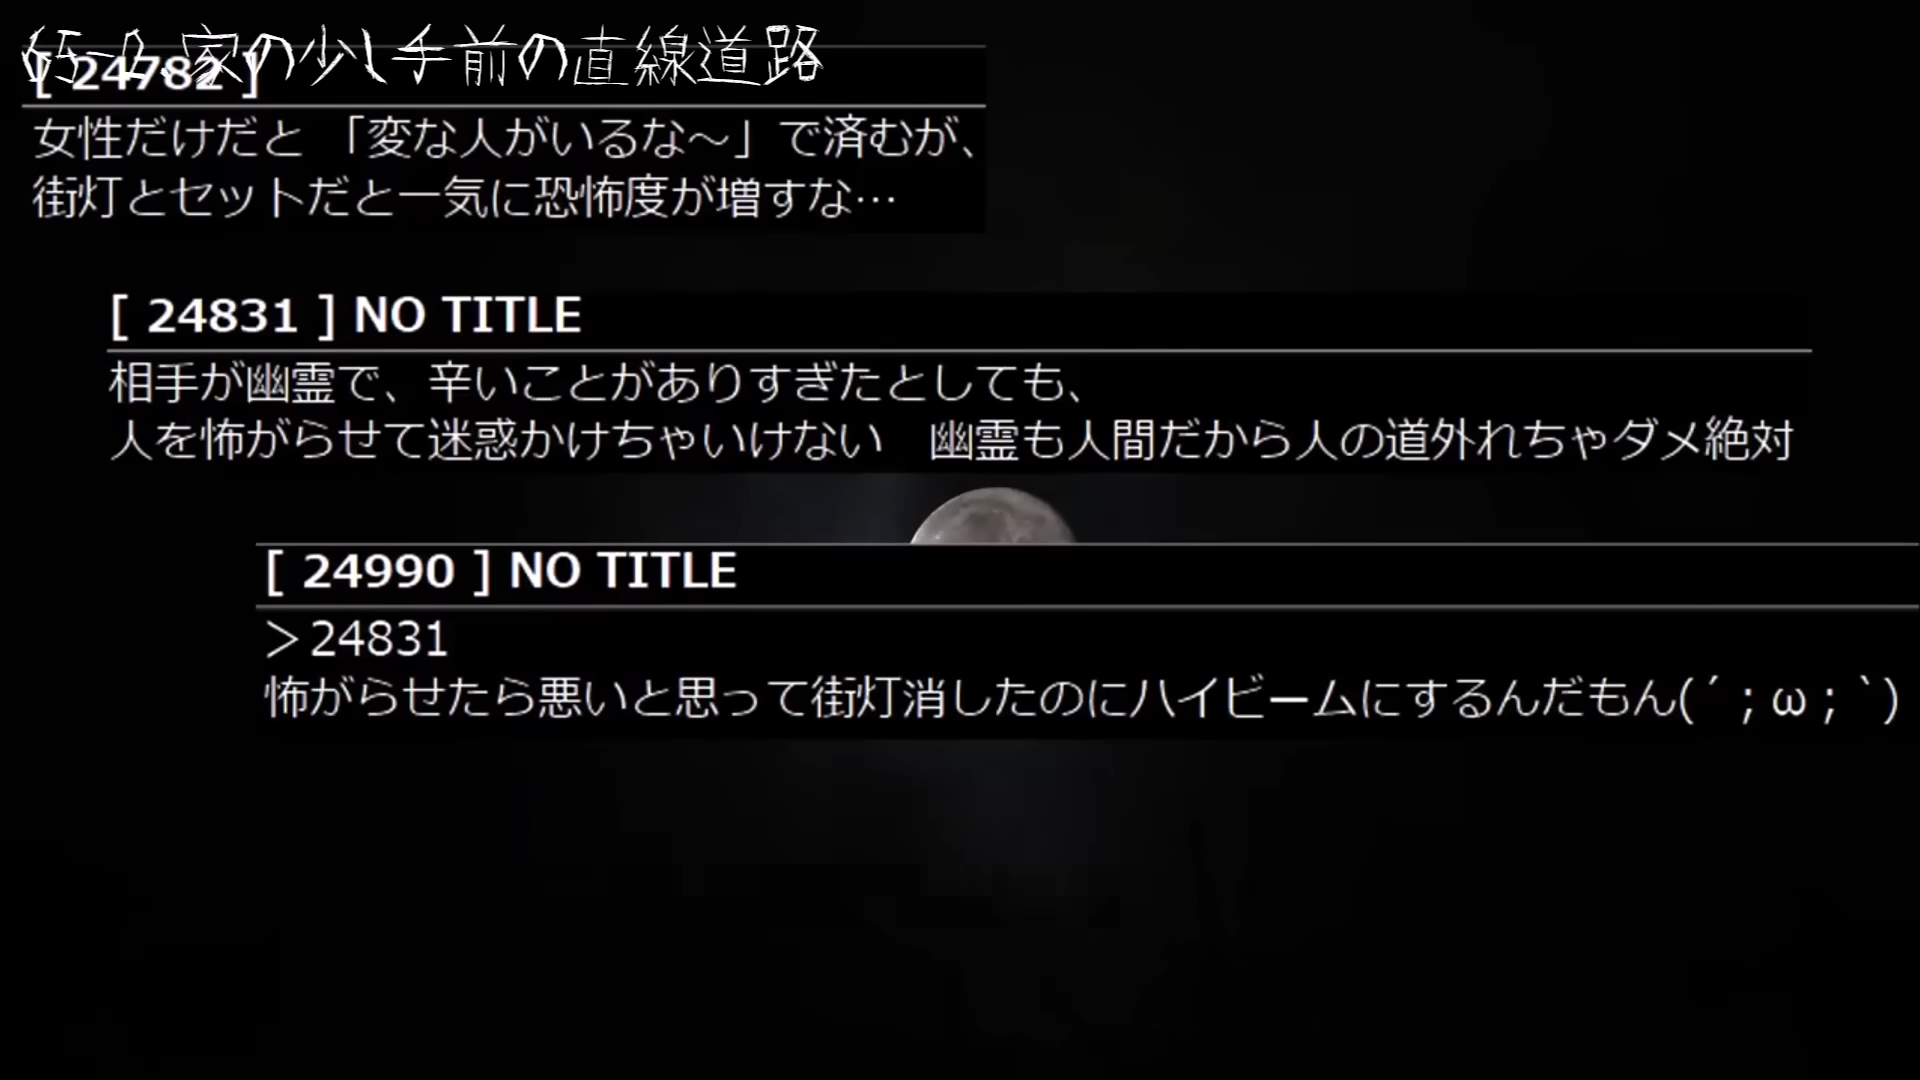 65-D.家の少し手前の直線道路
[ 24782 ]
女性だけだと 「変な人がいるな～」で済むが、
街灯とセットだと一気に恐怖度が増すな…
[ 24831 ] NO TITLE
相手が幽霊で、辛いことがありすぎたとしても、
人を怖がらせて迷惑かけちゃいけない　幽霊も人間だから人の道外れちゃダメ絶対
[ 24990 ] NO TITLE
＞24831
怖がらせたら悪いと思って街灯消したのにハイビームにするんだもん(´；ω；`)